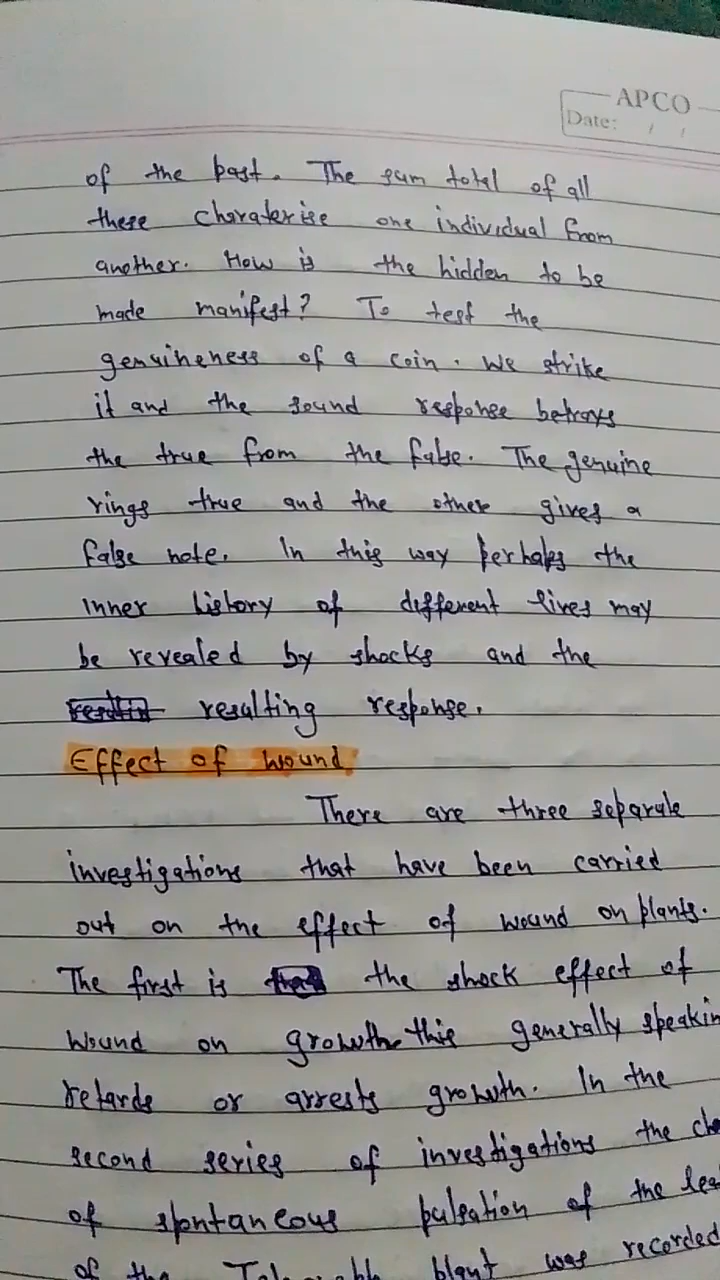 APCO
Date: / /
of the past. The sum total of all
these charaterise one individual from
another. How is the hidden to be
made manifest? To test the
genuineness of a coin. We strike
it and the sound response betrays
the true from the false. The genuine
rings true and the other gives a
false note. In this way perhaps the
inner history of different lives may
be revealed by shocks and the
resulting response.
Effect of wound
There are three separate
investigations that have been carried
out on the effect of wound on plants.
The first is the shock effect of
wound on growth this generally speakin
retards or arrests growth. In the
second series of investigations the
of spontaneous pulsation of the lea
of the plant was recorded